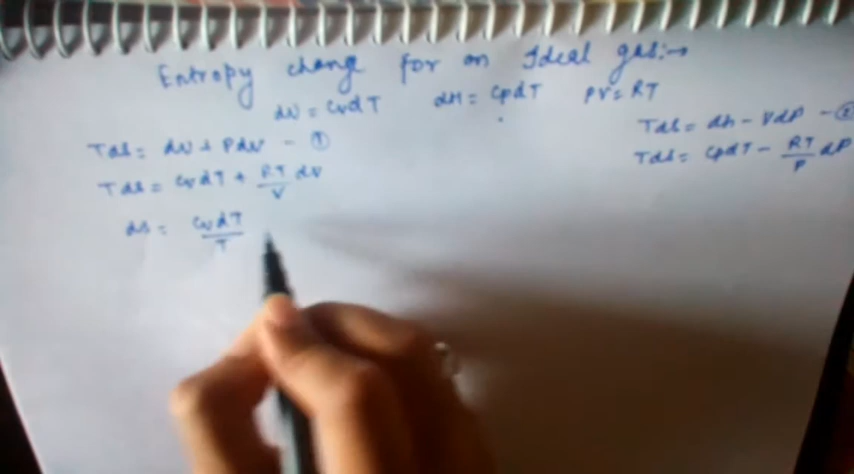 Entropy change for an Ideal gas:→
dU = CvdT   dH = CpdT   PV = RT
Tds = dU + PdV - ①
Tds = CvdT + RT/V dV
ds = CvdT/T
Tds = dh - VdP - ②
Tds = CpdT - RT/P dP